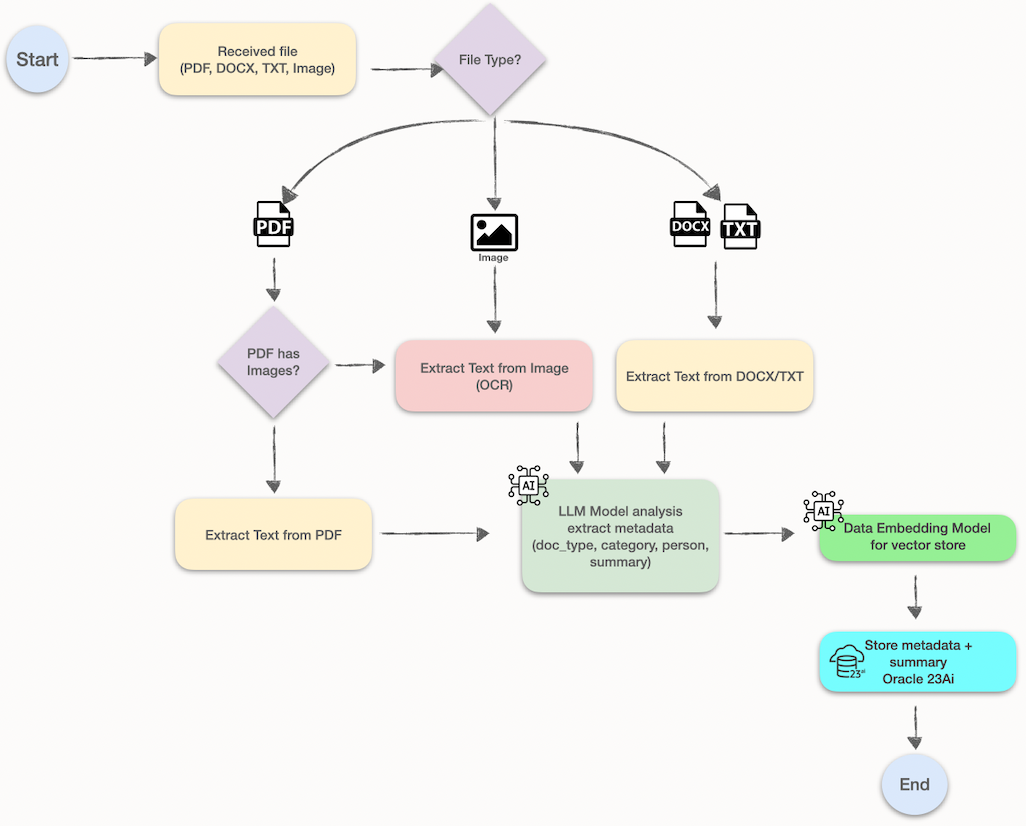 Start
Received file
(PDF, DOCX, TXT, Image)
File Type?
PDF
Image
DOCX
TXT
PDF has
Images?
Extract Text from Image
(OCR)
Extract Text from DOCX/TXT
Extract Text from PDF
AI
LLM Model analysis
extract metadata
(doc_type, category, person,
summary)
AI
Data Embedding Model
for vector store
Store metadata +
summary
Oracle 23Ai
23ai
End